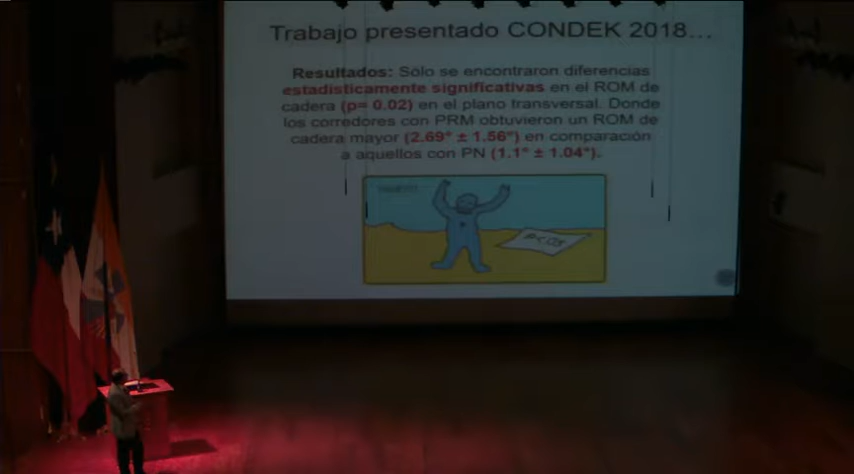 Trabajo presentado CONDEK 2018...
Resultados: Sólo se encontraron diferencias
estadísticamente significativas en el ROM de
cadera (p= 0.02) en el plano transversal. Donde
los corredores con PRM obtuvieron un ROM de
cadera mayor (2.69° ± 1.56°) en comparación
a aquellos con PN (1.1° ± 1.04°).
P<.05